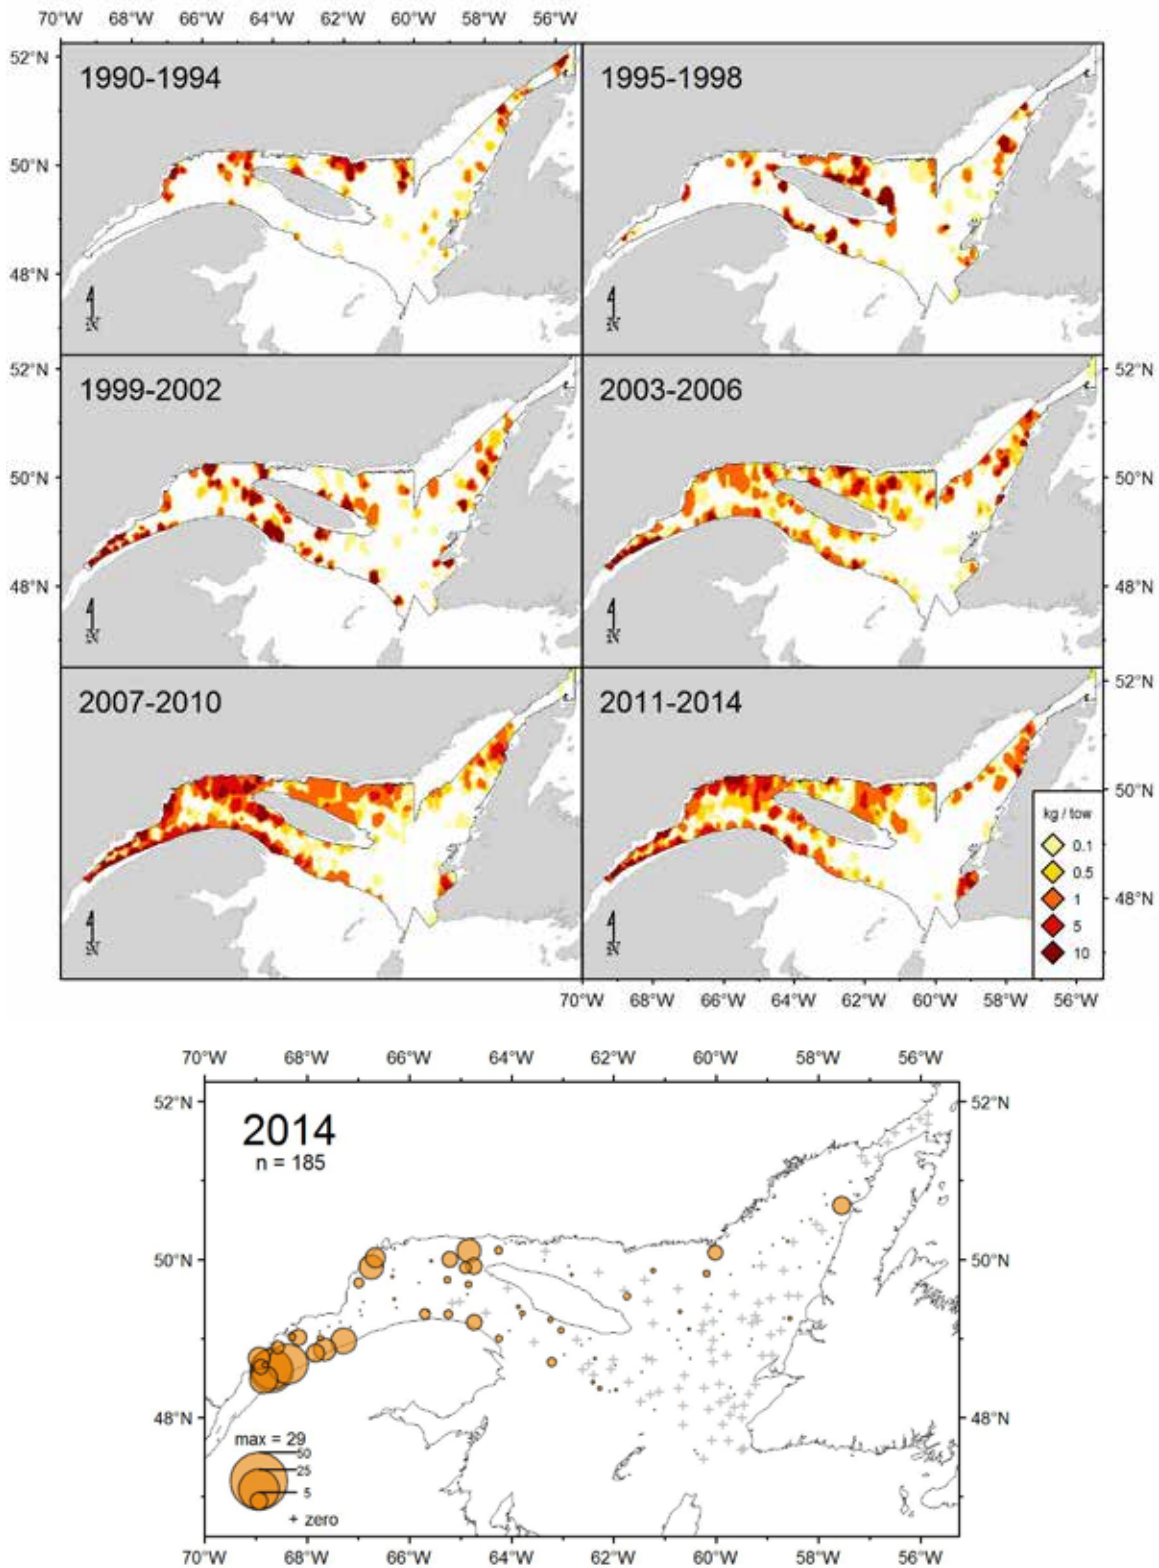 70°W 68°W 66°W 64°W 62°W 60°W 58°W 56°W
52°N
1990-1994
1995-1998
50°N
48°N
N
N
52°N
52°N
1999-2002
2003-2006
50°N
50°N
48°N
48°N
N
N
52°N
2007-2010
2011-2014
50°N
kg / tow
0.1
0.5
1
48°N
5
10
N
N
70°W 68°W 66°W 64°W 62°W 60°W 58°W 56°W
70°W 68°W 66°W 64°W 62°W 60°W 58°W 56°W
52°N
52°N
2014
n = 185
50°N
50°N
48°N
48°N
max = 29
50
25
5
+ zero
70°W 68°W 66°W 64°W 62°W 60°W 58°W 56°W